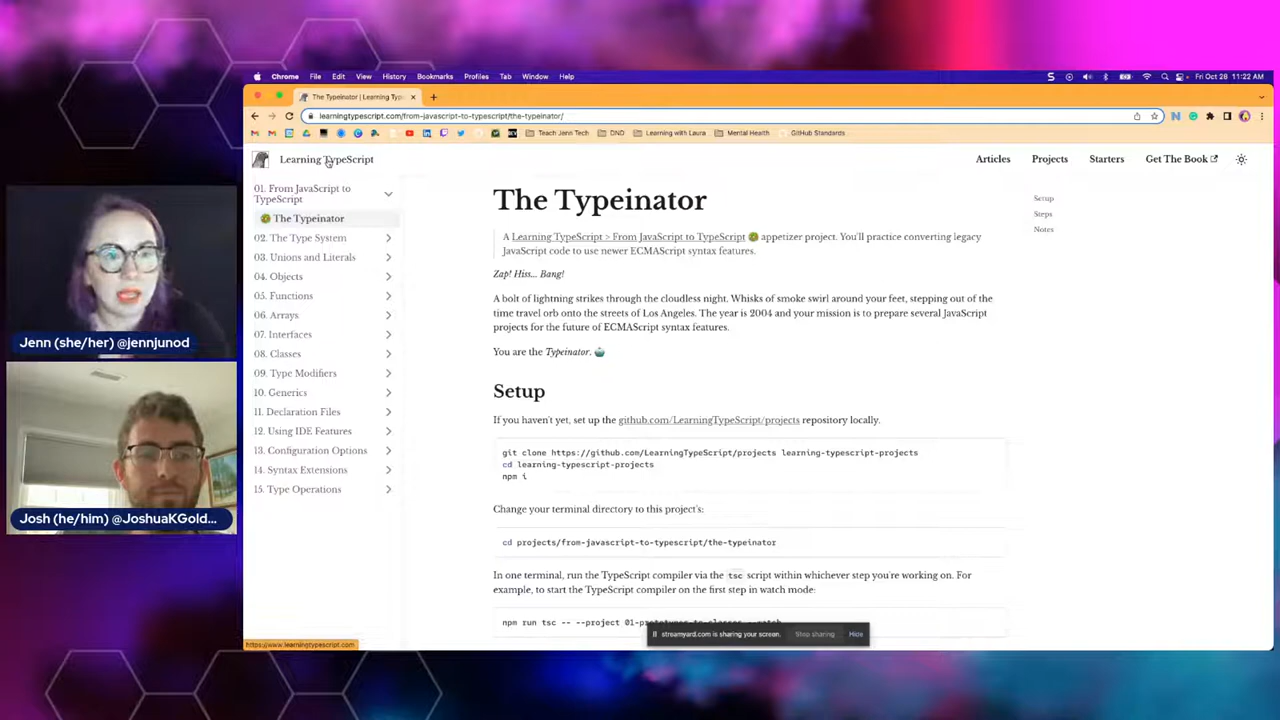 Chrome File Edit View History Bookmarks Profiles Tab Window Help
Fri Oct 28 11:22 AM
The Typeinator | Learning Typ
learningtypescript.com/from-javascript-to-typescript/the-typeinator/
Teach Jenn Tech DND Learning with Laura Mental Health GitHub Standards
Learning TypeScript
Articles Projects Starters Get The Book
01. From JavaScript to
TypeScript
The Typeinator
02. The Type System
03. Unions and Literals
04. Objects
05. Functions
06. Arrays
07. Interfaces
08. Classes
09. Type Modifiers
10. Generics
11. Declaration Files
12. Using IDE Features
13. Configuration Options
14. Syntax Extensions
15. Type Operations
https://www.learningtypescript.com
The Typeinator
A Learning TypeScript > From JavaScript to TypeScript appetizer project. You'll practice converting legacy
JavaScript code to use newer ECMAScript syntax features.
Zap! Hiss... Bang!
A bolt of lightning strikes through the cloudless night. Whisks of smoke swirl around your feet, stepping out of the
time travel orb onto the streets of Los Angeles. The year is 2004 and your mission is to prepare several JavaScript
projects for the future of ECMAScript syntax features.
You are the Typeinator.
Setup
If you haven't yet, set up the github.com/LearningTypeScript/projects repository locally.
git clone https://github.com/LearningTypeScript/projects learning-typescript-projects
cd learning-typescript-projects
npm i
Change your terminal directory to this project's:
cd projects/from-javascript-to-typescript/the-typeinator
In one terminal, run the TypeScript compiler via the tsc script within whichever step you're working on. For
example, to start the TypeScript compiler on the first step in watch mode:
npm run tsc -- --project 01-prototypes-to-classes --watch
streamyard.com is sharing your screen. Stop sharing Hide
Setup
Steps
Notes
Jenn (she/her) @jennjunod
Josh (he/him) @JoshuaKGold...